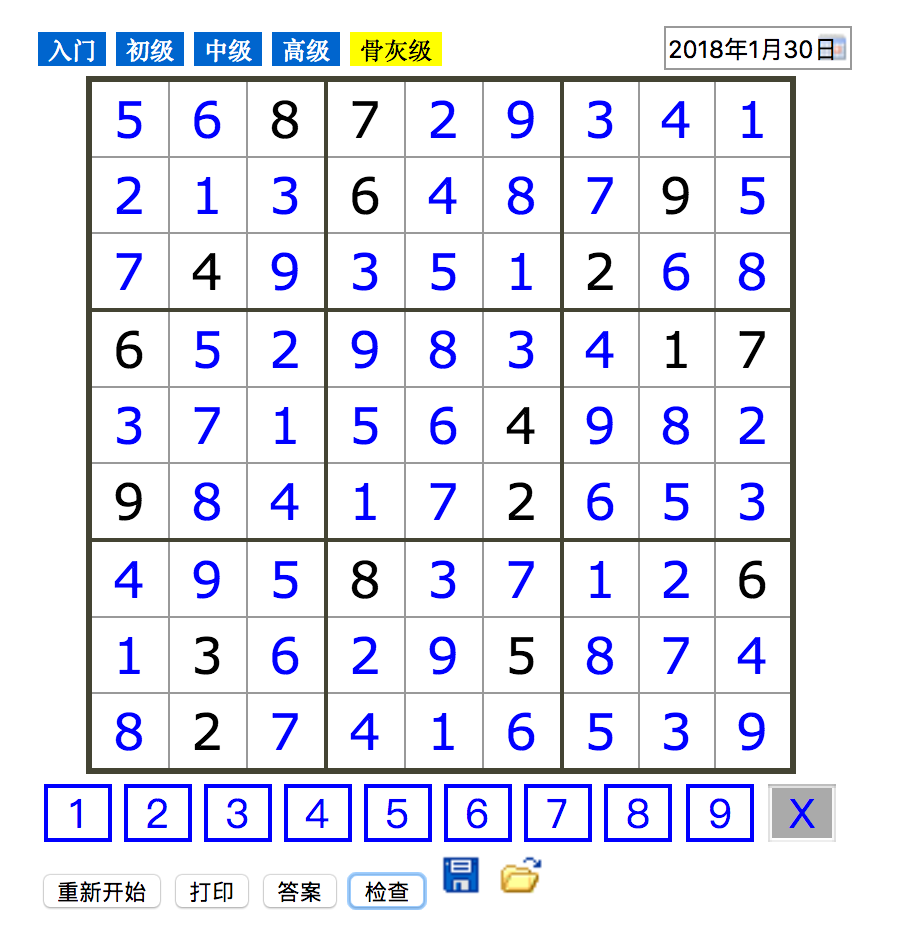 入门 初级 中级 高级 骨灰级 2018年1月30日
5 6 8 7 2 9 3 4 1
2 1 3 6 4 8 7 9 5
7 4 9 3 5 1 2 6 8
6 5 2 9 8 3 4 1 7
3 7 1 5 6 4 9 8 2
9 8 4 1 7 2 6 5 3
4 9 5 8 3 7 1 2 6
1 3 6 2 9 5 8 7 4
8 2 7 4 1 6 5 3 9
1 2 3 4 5 6 7 8 9 X
重新开始 打印 答案 检查